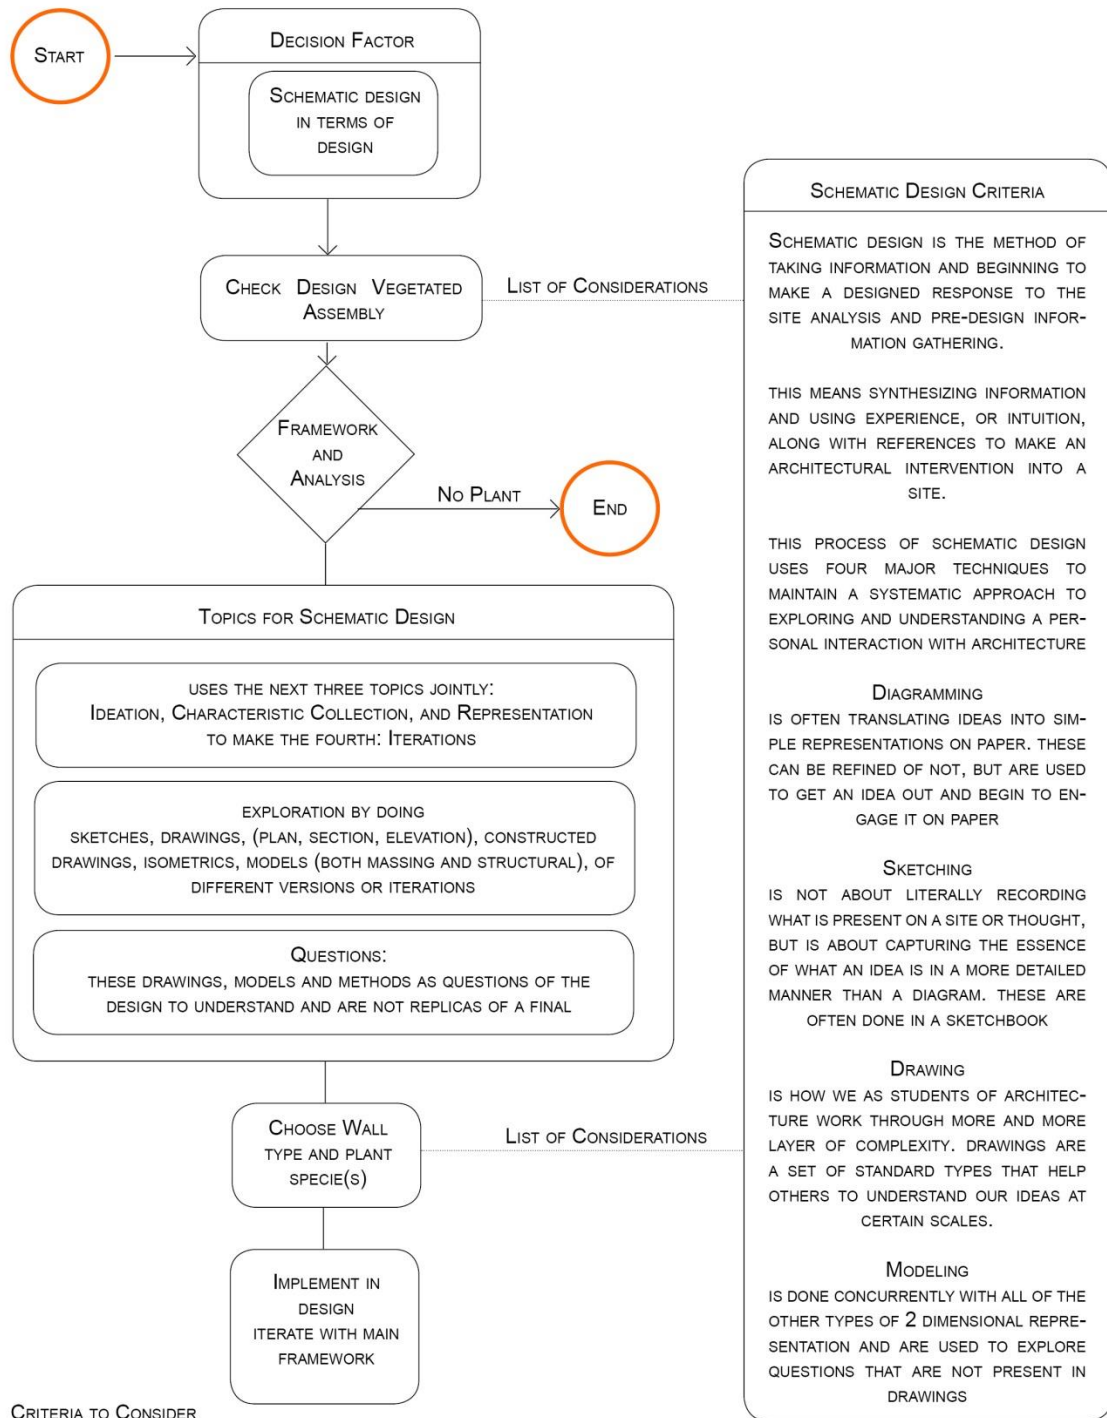 Start
Decision Factor
Schematic design
in terms of
design
Check Design Vegetated
Assembly
List of Considerations
Framework
and
Analysis
No Plant
End
Topics for Schematic Design
uses the next three topics jointly:
Ideation, Characteristic Collection, and Representation
to make the fourth: Iterations
exploration by doing
sketches, drawings, (plan, section, elevation), constructed
drawings, isometrics, models (both massing and structural), of
different versions or iterations
Questions:
these drawings, models and methods as questions of the
design to understand and are not replicas of a final
Choose Wall
type and plant
specie(s)
List of Considerations
Implement in
design
iterate with main
framework
Criteria to Consider
Schematic Design Criteria
Schematic design is the method of
taking information and beginning to
make a designed response to the
site analysis and pre-design infor-
mation gathering.
this means synthesizing information
and using experience, or intuition,
along with references to make an
architectural intervention into a
site.
this process of schematic design
uses four major techniques to
maintain a systematic approach to
exploring and understanding a per-
sonal interaction with architecture
Diagramming
is often translating ideas into sim-
ple representations on paper. these
can be refined of not, but are used
to get an idea out and begin to en-
gage it on paper
Sketching
is not about literally recording
what is present on a site or thought,
but is about capturing the essence
of what an idea is in a more detailed
manner than a diagram. these are
often done in a sketchbook
Drawing
is how we as students of architec-
ture work through more and more
layer of complexity. drawings are
a set of standard types that help
others to understand our ideas at
certain scales.
Modeling
is done concurrently with all of the
other types of 2 dimensional repre-
sentation and are used to explore
questions that are not present in
drawings